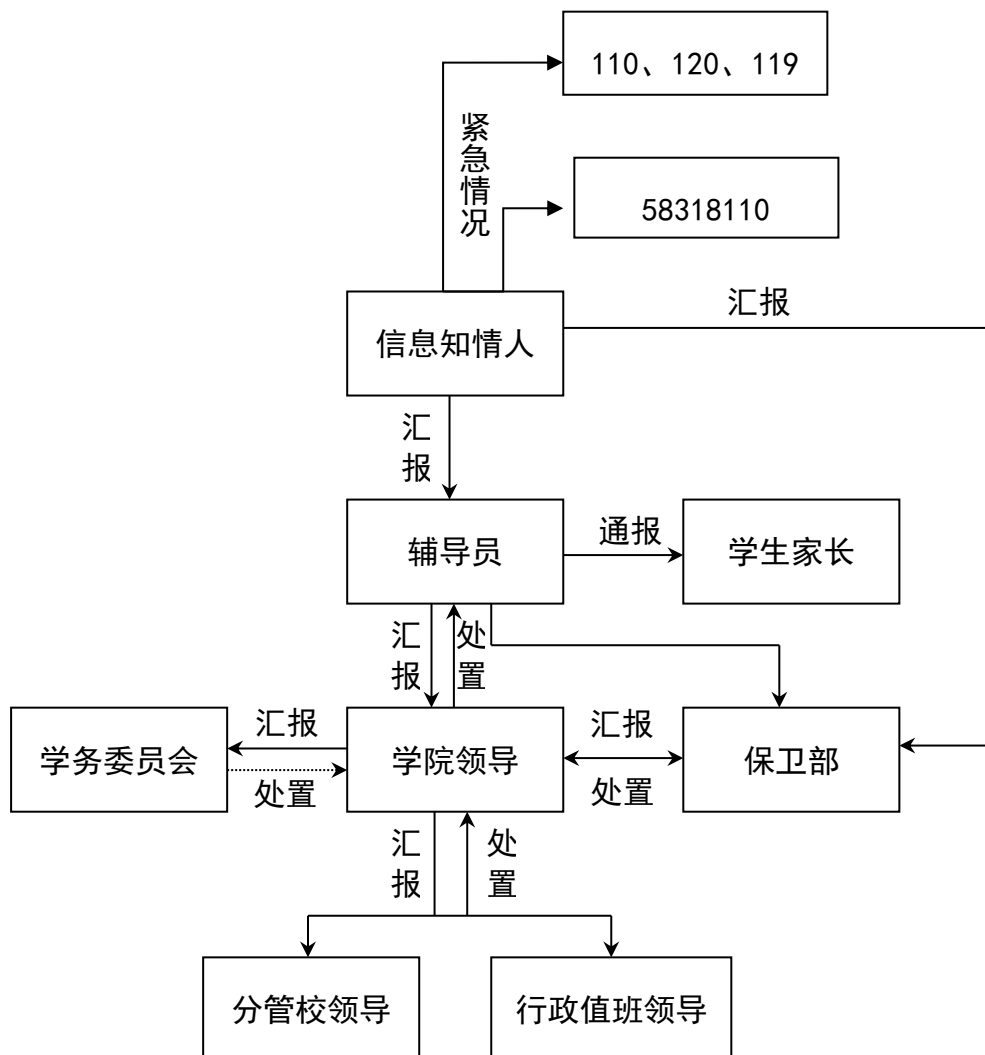 110、120、119
紧急情况
58318110
汇报
信息知情人
汇报
辅导员
通报
学生家长
汇报
处置
学务委员会
汇报
处置
学院领导
汇报
处置
保卫部
汇报
处置
分管校领导
行政值班领导